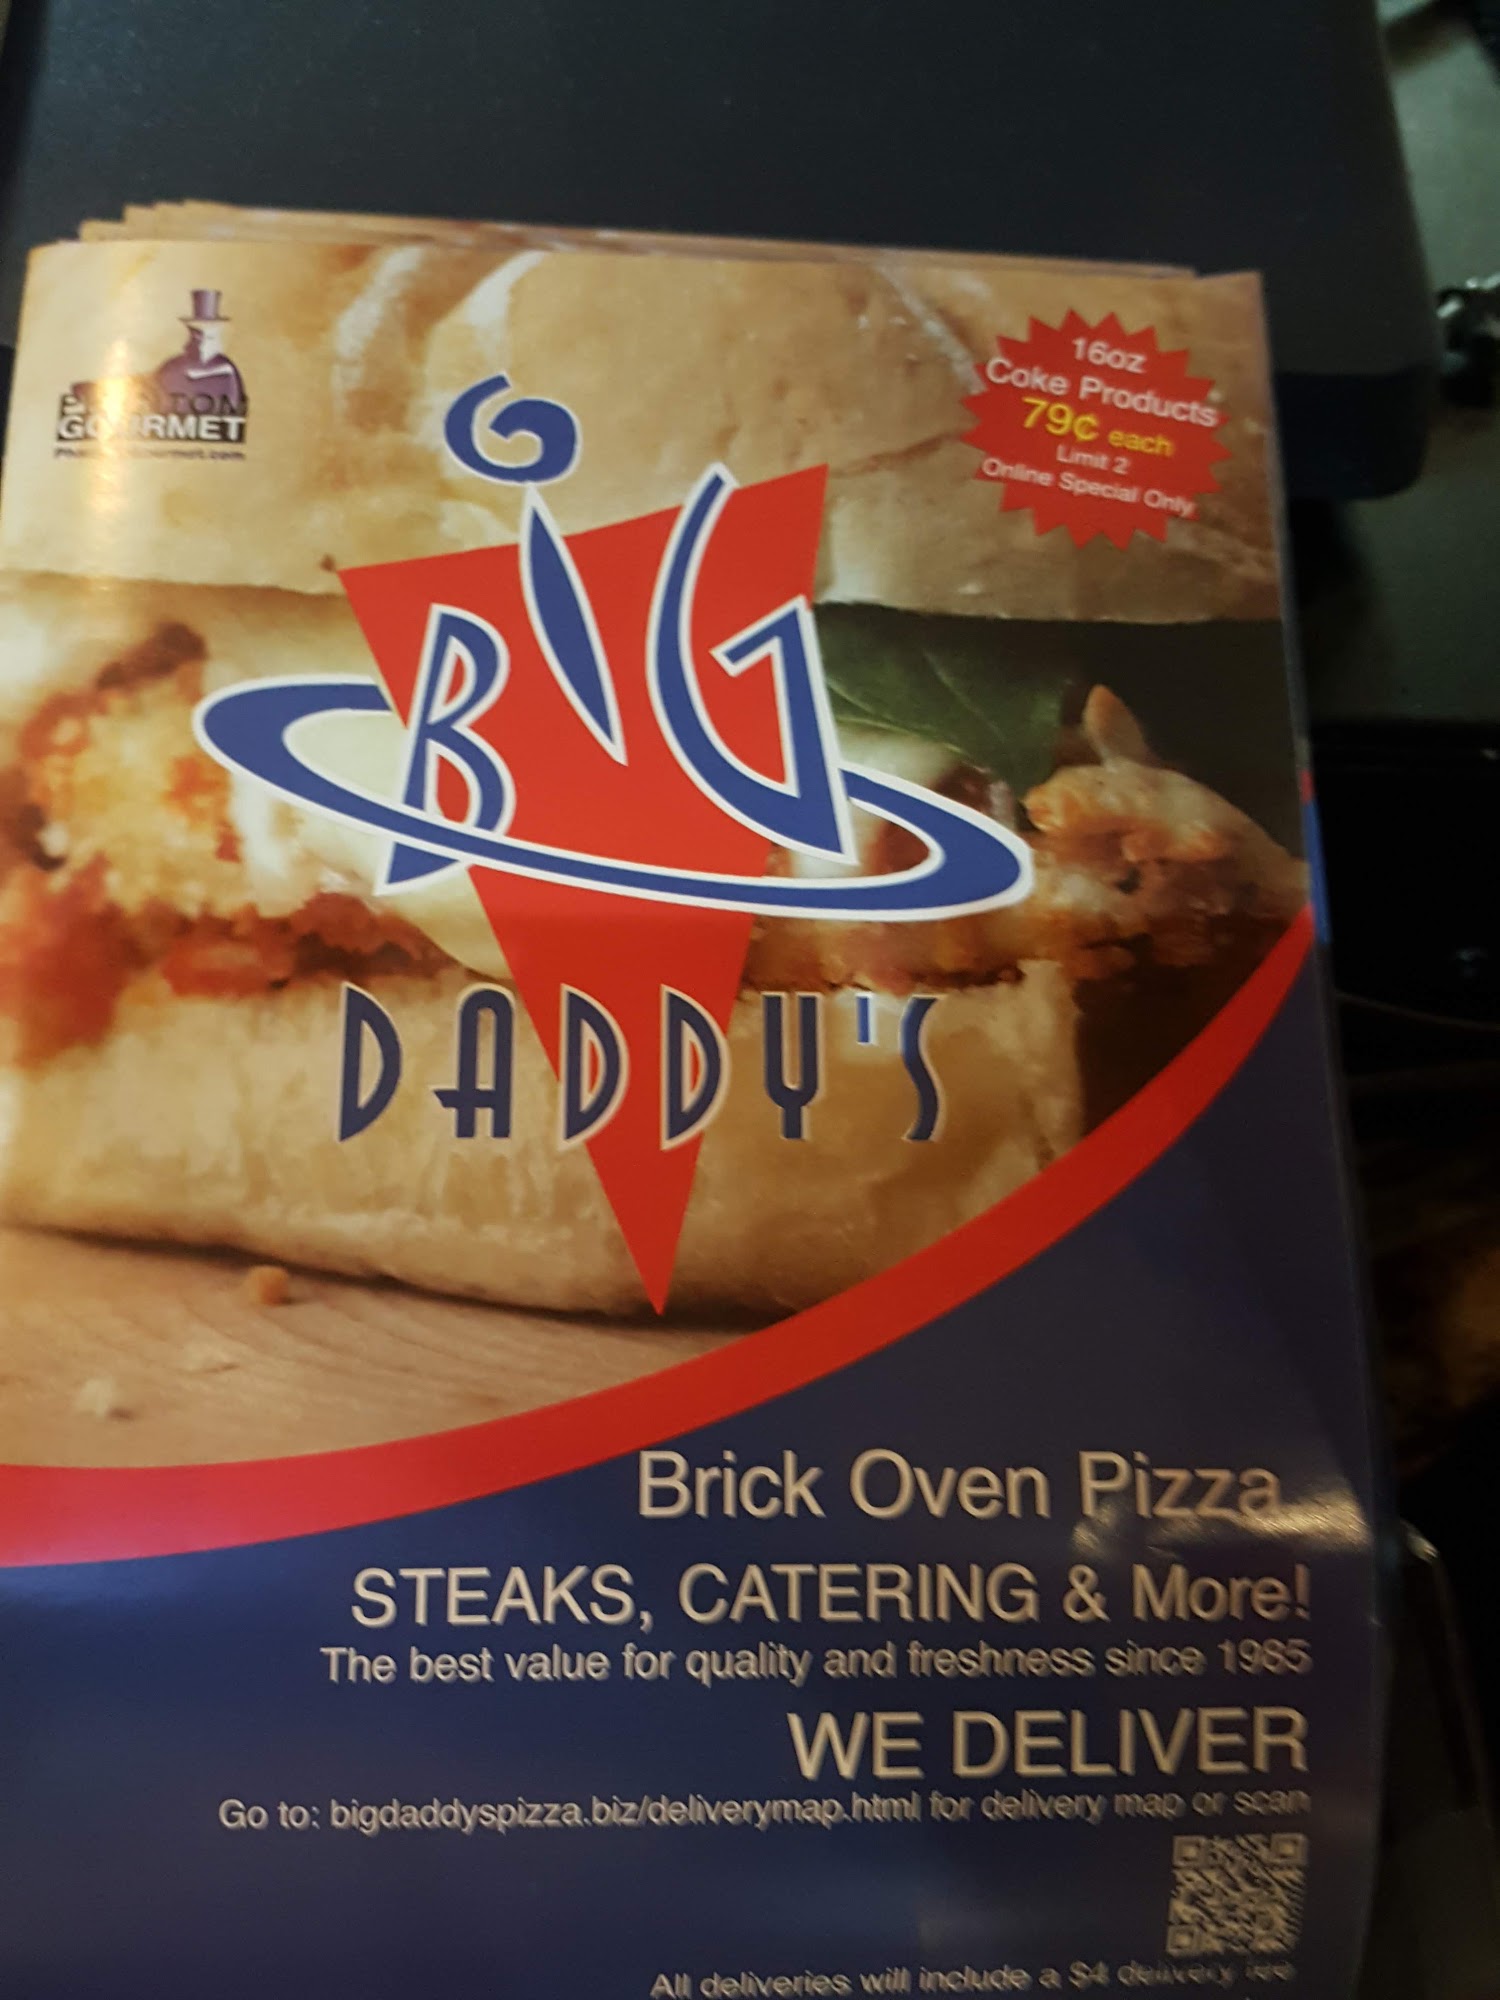 GOURMET
16oz
Coke Products
79¢ each
Limit 2
Online Special Only
BIG
DADDY'S
Brick Oven Pizza
STEAKS, CATERING & More!
The best value for quality and freshness since 1985
WE DELIVER
Go to: bigdaddyspizza.biz/deliverymap.html for delivery map or scan
All deliveries will include a $4 delivery fee